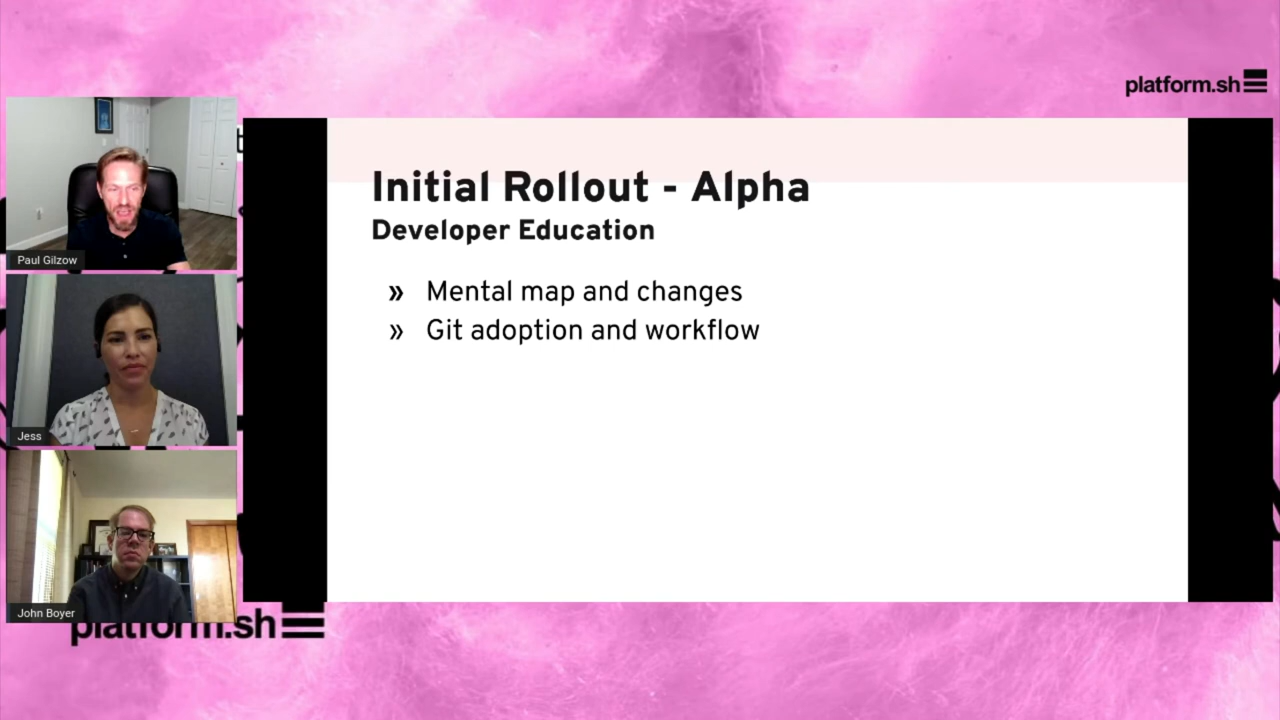 platform.sh
Initial Rollout - Alpha
Developer Education
» Mental map and changes
» Git adoption and workflow
Paul Gilzow
Jess
John Boyer
platform.sh